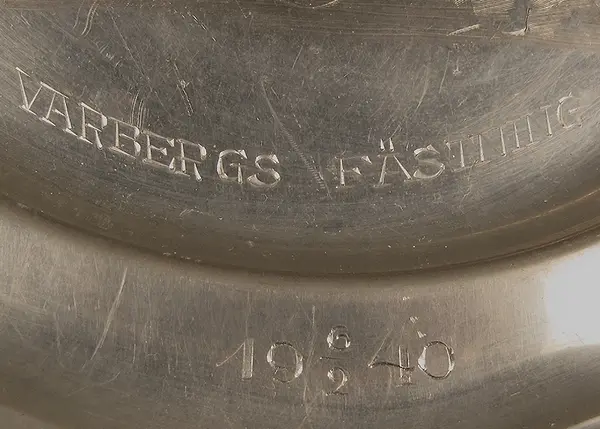 VARBERGS FÄSTNING
19 6/2 40